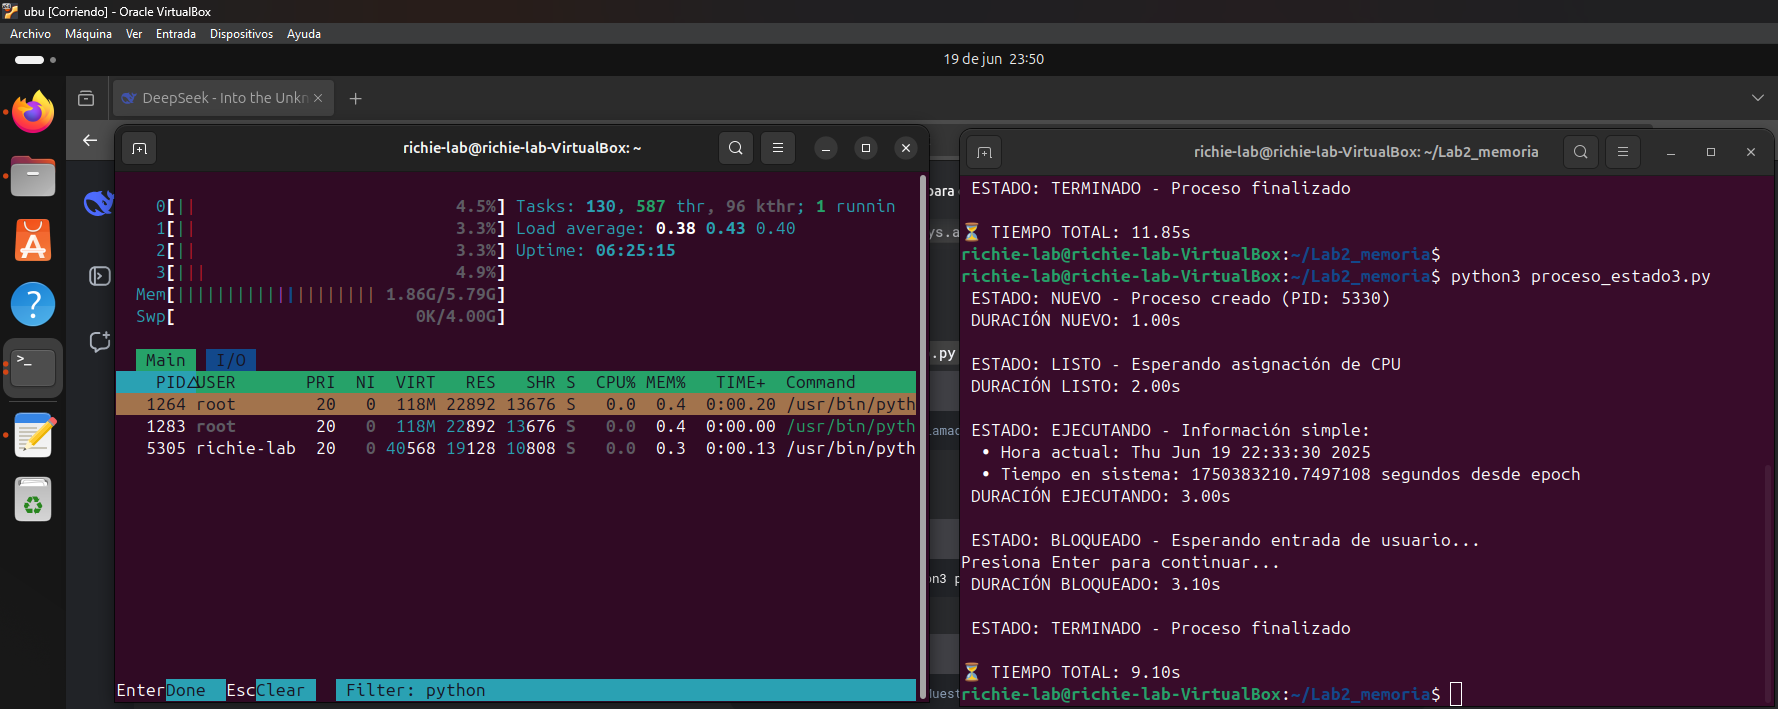 ubu [Corriendo] - Oracle VirtualBox
Archivo Máquina Ver Entrada Dispositivos Ayuda
19 de jun 23:50
DeepSeek - Into the Unkn
richie-lab@richie-lab-VirtualBox: ~
0[|| 4.5%] Tasks: 130, 587 thr, 96 kthr; 1 runnin
1[|| 3.3%] Load average: 0.38 0.43 0.40
2[|| 3.3%] Uptime: 06:25:15
3[||| 4.9%]
Mem[|||||||||||||||||||| 1.86G/5.79G]
Swp[ 0K/4.00G]
Main I/O
PID△USER PRI NI VIRT RES SHR S CPU% MEM% TIME+ Command
1264 root 20 0 118M 22892 13676 S 0.0 0.4 0:00.20 /usr/bin/pyth
1283 root 20 0 118M 22892 13676 S 0.0 0.4 0:00.00 /usr/bin/pyth
5305 richie-lab 20 0 40568 19128 10808 S 0.0 0.3 0:00.13 /usr/bin/pyth
EnterDone EscClear Filter: python
para
ys.a
.py
lamac
on3 p
uest
richie-lab@richie-lab-VirtualBox: ~/Lab2_memoria
ESTADO: TERMINADO - Proceso finalizado
⏳ TIEMPO TOTAL: 11.85s
richie-lab@richie-lab-VirtualBox:~/Lab2_memoria$
richie-lab@richie-lab-VirtualBox:~/Lab2_memoria$ python3 proceso_estado3.py
ESTADO: NUEVO - Proceso creado (PID: 5330)
DURACIÓN NUEVO: 1.00s
ESTADO: LISTO - Esperando asignación de CPU
DURACIÓN LISTO: 2.00s
ESTADO: EJECUTANDO - Información simple:
• Hora actual: Thu Jun 19 22:33:30 2025
• Tiempo en sistema: 1750383210.7497108 segundos desde epoch
DURACIÓN EJECUTANDO: 3.00s
ESTADO: BLOQUEADO - Esperando entrada de usuario...
Presiona Enter para continuar...
DURACIÓN BLOQUEADO: 3.10s
ESTADO: TERMINADO - Proceso finalizado
⏳ TIEMPO TOTAL: 9.10s
richie-lab@richie-lab-VirtualBox:~/Lab2_memoria$